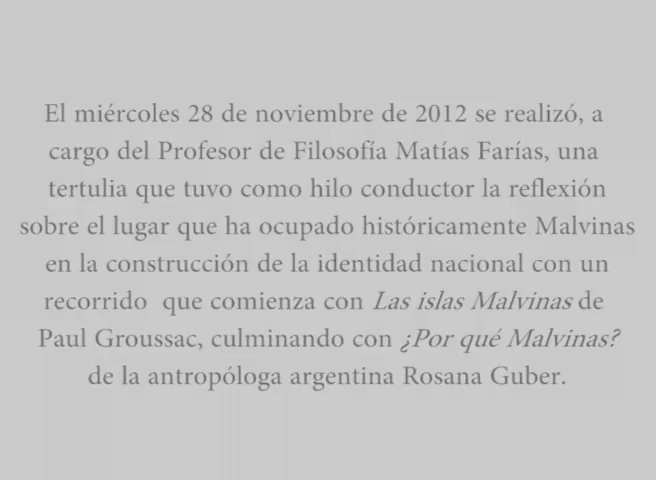 El miércoles 28 de noviembre de 2012 se realizó, a
cargo del Profesor de Filosofía Matías Farías, una
tertulia que tuvo como hilo conductor la reflexión
sobre el lugar que ha ocupado históricamente Malvinas
en la construcción de la identidad nacional con un
recorrido que comienza con Las islas Malvinas de
Paul Groussac, culminando con ¿Por qué Malvinas?
de la antropóloga argentina Rosana Guber.